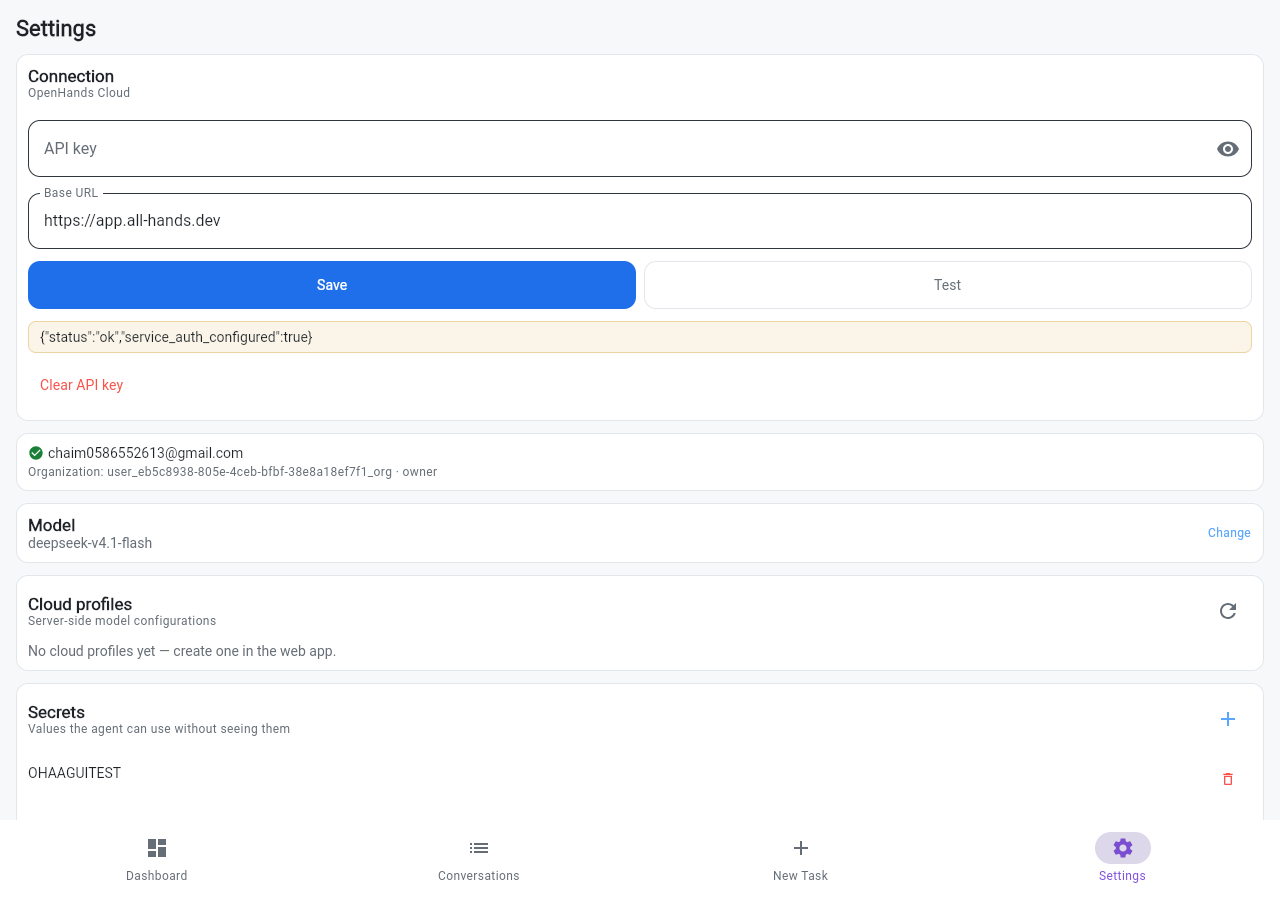 Settings
Connection
OpenHands Cloud
API key
Base URL
https://app.all-hands.dev
Save
Test
{"status":"ok","service_auth_configured":true}
Clear API key
chaim0586552613@gmail.com
Organization: user_eb5c8938-805e-4ceb-bfbf-38e8a18ef7f1_org · owner
Model
deepseek-v4.1-flash
Change
Cloud profiles
Server-side model configurations
No cloud profiles yet — create one in the web app.
Secrets
Values the agent can use without seeing them
OHAAGUITEST
Dashboard
Conversations
New Task
Settings